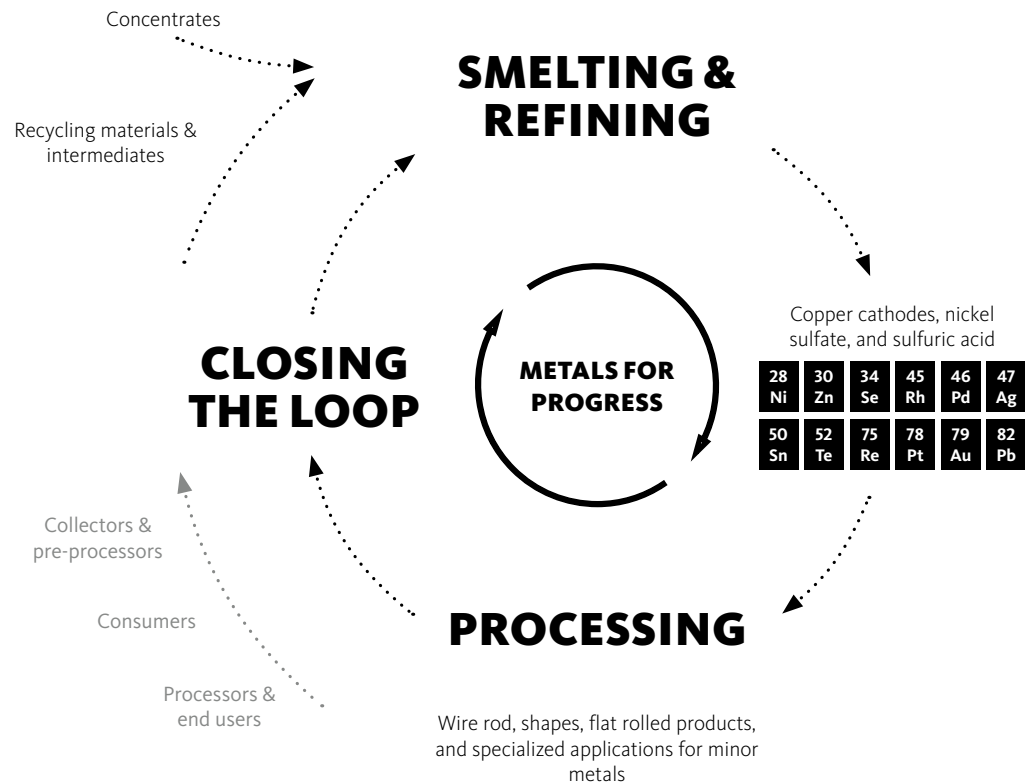 Concentrates
SMELTING &
REFINING
Recycling materials &
intermediates
Copper cathodes, nickel
sulfate, and sulfuric acid
28 30 34 45 46 47
Ni Zn Se Rh Pd Ag
50 52 75 78 79 82
Sn Te Re Pt Au Pb
CLOSING
THE LOOP
METALS FOR
PROGRESS
Collectors &
pre-processors
Consumers
Processors &
end users
PROCESSING
Wire rod, shapes, flat rolled products,
and specialized applications for minor
metals